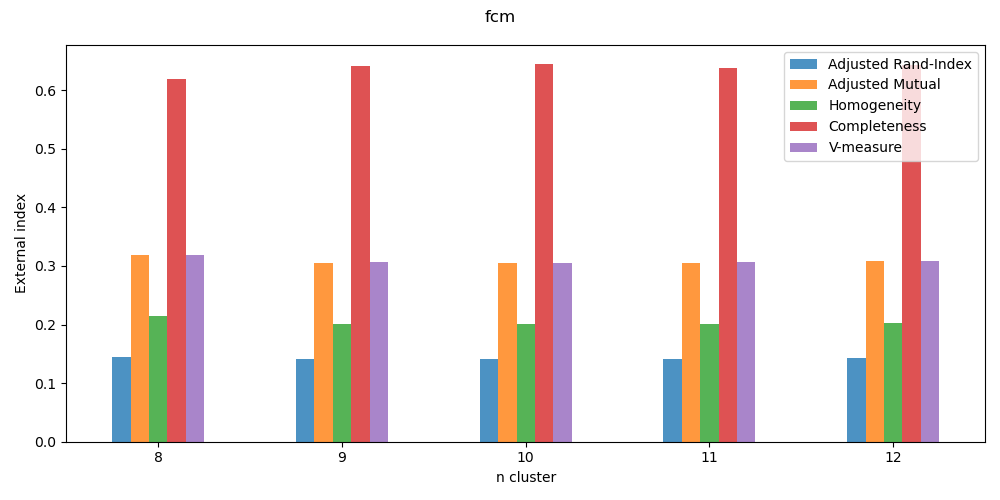 fcm
Adjusted Rand-Index
Adjusted Mutual
Homogeneity
Completeness
V-measure
External index
0.6
0.5
0.4
0.3
0.2
0.1
0.0
8 9 10 11 12
n cluster